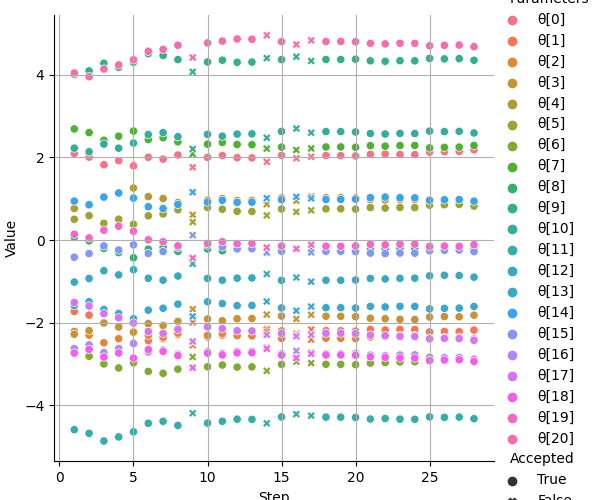 Parameters
θ[0]
θ[1]
θ[2]
θ[3]
θ[4]
θ[5]
θ[6]
θ[7]
θ[8]
θ[9]
θ[10]
θ[11]
θ[12]
θ[13]
θ[14]
θ[15]
θ[16]
θ[17]
θ[18]
θ[19]
θ[20]
Accepted
True
False
Value
4
2
0
−2
−4
0
5
10
15
20
25
Step